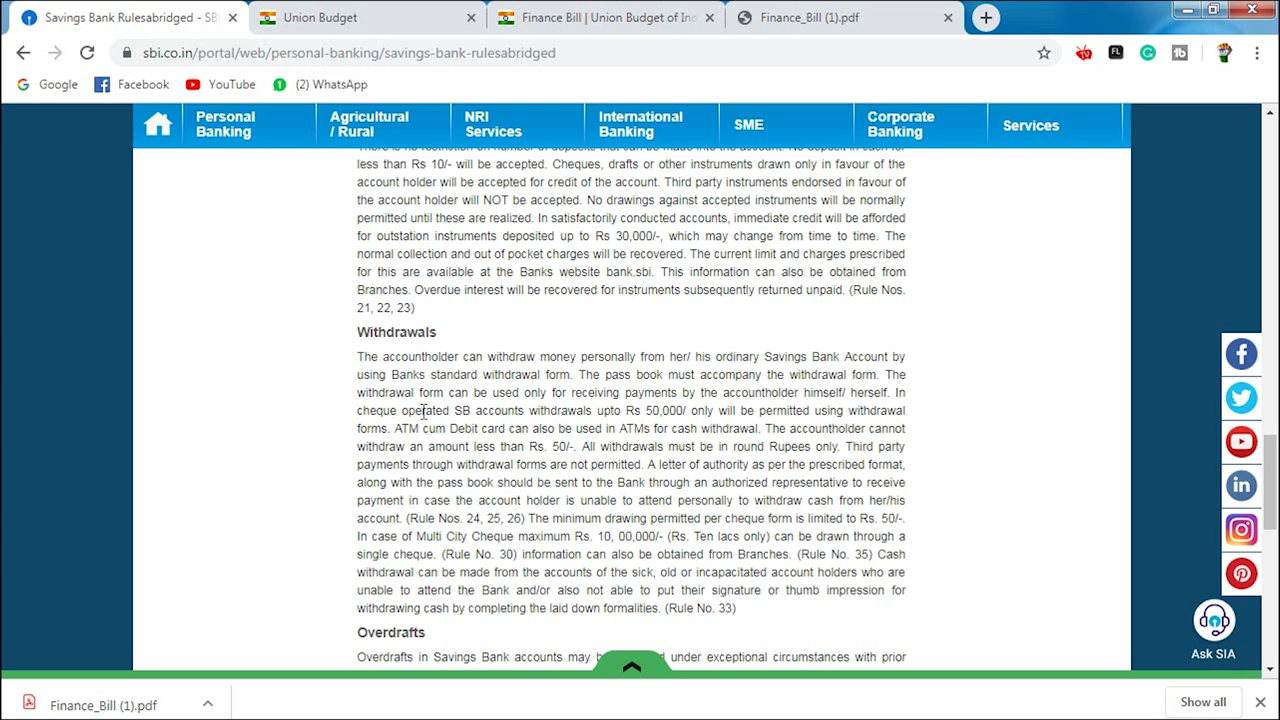 Savings Bank Rulesabridged - SB
Union Budget
Finance Bill | Union Budget of Ind
Finance_Bill (1).pdf
sbi.co.in/portal/web/personal-banking/savings-bank-rulesabridged
Google
Facebook
YouTube
(2) WhatsApp
Personal Banking
Agricultural / Rural
NRI Services
International Banking
SME
Corporate Banking
Services
There is no restriction on number of deposits that can be made into the account. No deposit in cash for
less than Rs 10/- will be accepted. Cheques, drafts or other instruments drawn only in favour of the
account holder will be accepted for credit of the account. Third party instruments endorsed in favour of
the account holder will NOT be accepted. No drawings against accepted instruments will be normally
permitted until these are realized. In satisfactorily conducted accounts, immediate credit will be afforded
for outstation instruments deposited up to Rs 30,000/-, which may change from time to time. The
normal collection and out of pocket charges will be recovered. The current limit and charges prescribed
for this are available at the Banks website bank.sbi. This information can also be obtained from
Branches. Overdue interest will be recovered for instruments subsequently returned unpaid. (Rule Nos.
21, 22, 23)
Withdrawals
The accountholder can withdraw money personally from her/ his ordinary Savings Bank Account by
using Banks standard withdrawal form. The pass book must accompany the withdrawal form. The
withdrawal form can be used only for receiving payments by the accountholder himself/ herself. In
cheque operated SB accounts withdrawals upto Rs 50,000/ only will be permitted using withdrawal
forms. ATM cum Debit card can also be used in ATMs for cash withdrawal. The accountholder cannot
withdraw an amount less than Rs. 50/-. All withdrawals must be in round Rupees only. Third party
payments through withdrawal forms are not permitted. A letter of authority as per the prescribed format,
along with the pass book should be sent to the Bank through an authorized representative to receive
payment in case the account holder is unable to attend personally to withdraw cash from her/his
account. (Rule Nos. 24, 25, 26) The minimum drawing permitted per cheque form is limited to Rs. 50/-.
In case of Multi City Cheque maximum Rs. 10, 00,000/- (Rs. Ten lacs only) can be drawn through a
single cheque. (Rule No. 30) information can also be obtained from Branches. (Rule No. 35) Cash
withdrawal can be made from the accounts of the sick, old or incapacitated account holders who are
unable to attend the Bank and/or also not able to put their signature or thumb impression for
withdrawing cash by completing the laid down formalities. (Rule No. 33)
Overdrafts
Overdrafts in Savings Bank accounts may under exceptional circumstances with prior
Ask SIA
Finance_Bill (1).pdf
Show all